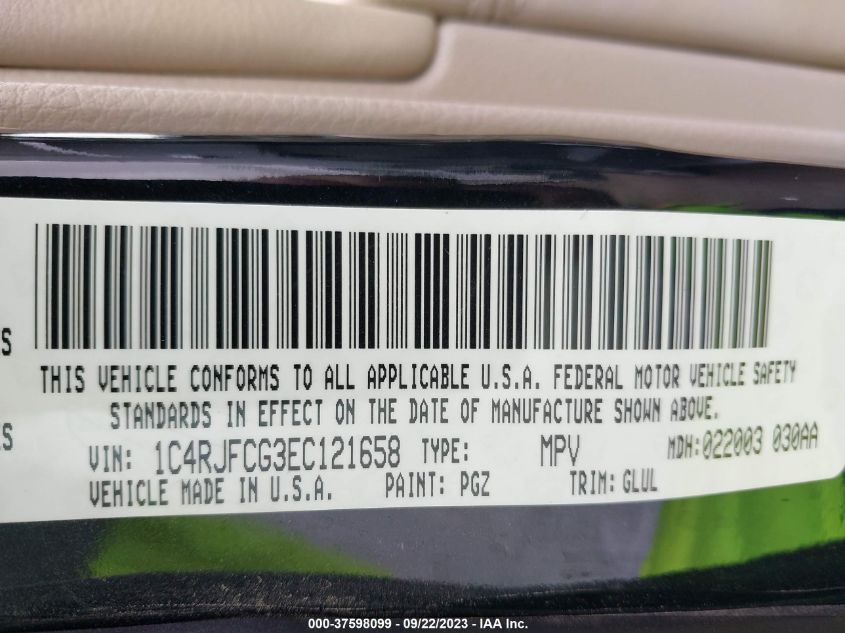 THIS VEHICLE CONFORMS TO ALL APPLICABLE U.S.A. FEDERAL MOTOR VEHICLE SAFETY
STANDARDS IN EFFECT ON THE DATE OF MANUFACTURE SHOWN ABOVE.
VIN: 1C4RJFCG3EC121658 TYPE: MPV MDH:022003 030AA
VEHICLE MADE IN U.S.A. PAINT: PGZ TRIM: GLUL
S
ES
000-37598099 - 09/22/2023 - IAA Inc.